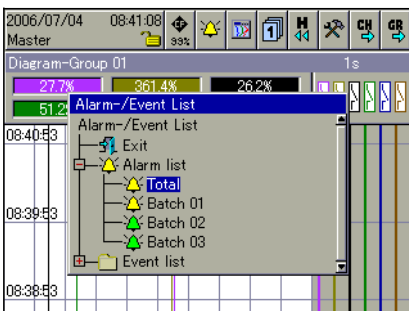 2006/07/04 08:41:08
Master 99% H CH GR
Diagram-Group 01 1s
27.7% 361.4% 26.2%
51.2
Alarm-/Event List
Alarm-/Event List
Exit
Alarm list
Total
Batch 01
Batch 02
Batch 03
Event list
08:40:53
08:39:53
08:38:53